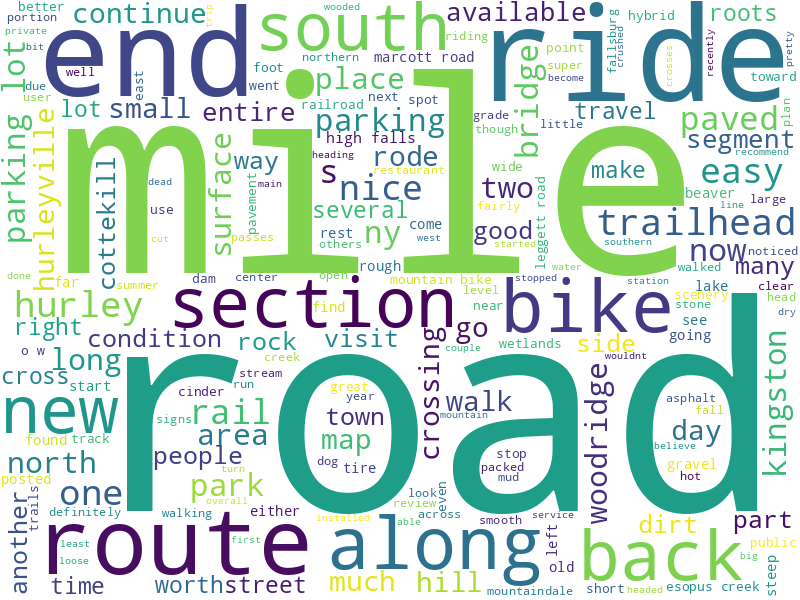 better
portion
private
continue
wooded
available
hybrid
roots
bit
user
due
well
east
end
south
riding
ride
fallsburg
crushed
crosses
recently
pretty
trap
northern
marcott road
point
super
become
toward
parking lot
lot
small
went
foot
place
railroad
next
spot
bridge
travel
paved
plan
hurleyville
entire
parking
grade
though
little
segment
recommend
mile
high falls
heading
restaurant
way
rode
wide
make
easy
cottekill
dead
use
main
surface
s
nice
two
beaver
line
large
several
fairly
leggett road
trailhead
cut
pavement
passes
others
ny
come
west
good
started
southern
now
noticed
done
far
summer
dam
center
rest
open
rough
mountain bike
level
stopped
water
station
walked
many
lake
scenery
clear
head
hurley
section
find
near
bike
stone
see
going
dry
right
condition
rock
visit
crossing
go
wetlands
side
o w
long
creek
couple
wouldnt
cross
start
cinder
stream
run
great
year
mountain
woodridge
asphalt
fall
kingston
new
road
signs
rail
town
walk
day
believe
north
found
track
area
map
stop
packed
mud
gravel
hot
posted
people
turn
dog
tire
one
trails
overall
park
look
review
even
another
definitely
walking
either
installed
able
across
smooth
service
left
dirt
part
public
least
loose
route
first
along
old
back
big
steep
time
worth
street
much
hill
mountaindale
short
headed
esopus creek